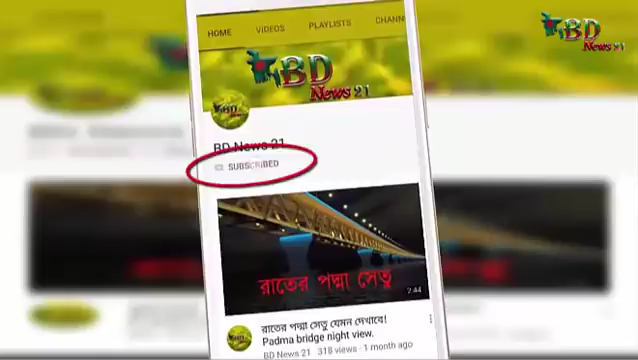 HOME VIDEOS PLAYLISTS CHANN
BD
News 21
BD
News 21
BD News 21
SUBSCRIBED
রাতের পদ্মা সেতু
2:44
রাতের পদ্মা সেতু যেমন দেখাবে!
Padma bridge night view.
BD News 21 318 views · 1 month ago